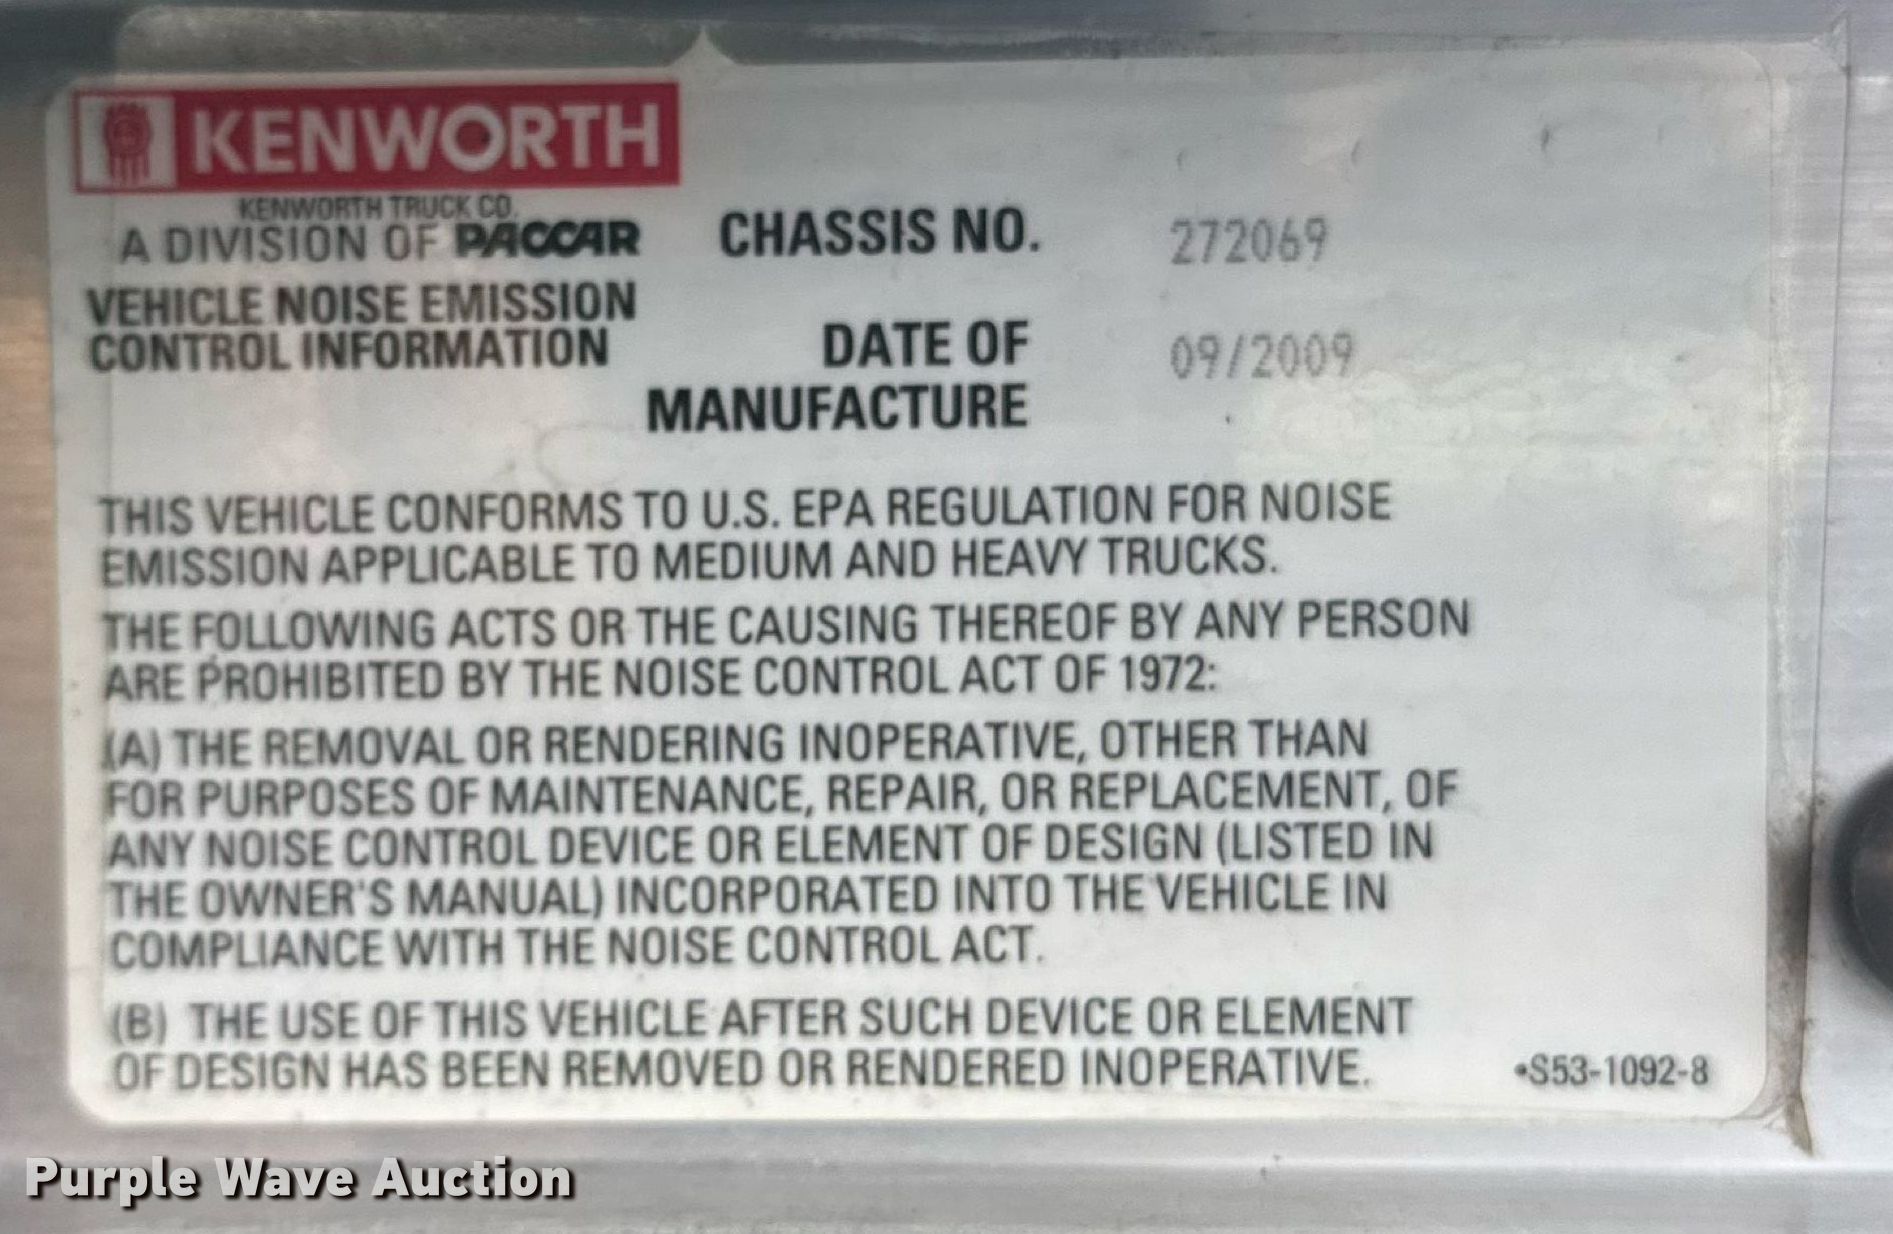 KENWORTH
KENWORTH TRUCK CO.
A DIVISION OF PACCAR
VEHICLE NOISE EMISSION
CONTROL INFORMATION
CHASSIS NO. 272069
DATE OF 09/2009
MANUFACTURE
THIS VEHICLE CONFORMS TO U.S. EPA REGULATION FOR NOISE
EMISSION APPLICABLE TO MEDIUM AND HEAVY TRUCKS.
THE FOLLOWING ACTS OR THE CAUSING THEREOF BY ANY PERSON
ARE PROHIBITED BY THE NOISE CONTROL ACT OF 1972:
(A) THE REMOVAL OR RENDERING INOPERATIVE, OTHER THAN
FOR PURPOSES OF MAINTENANCE, REPAIR, OR REPLACEMENT, OF
ANY NOISE CONTROL DEVICE OR ELEMENT OF DESIGN (LISTED IN
THE OWNER'S MANUAL) INCORPORATED INTO THE VEHICLE IN
COMPLIANCE WITH THE NOISE CONTROL ACT.
(B) THE USE OF THIS VEHICLE AFTER SUCH DEVICE OR ELEMENT
OF DESIGN HAS BEEN REMOVED OR RENDERED INOPERATIVE.
•S53-1092-8
Purple Wave Auction